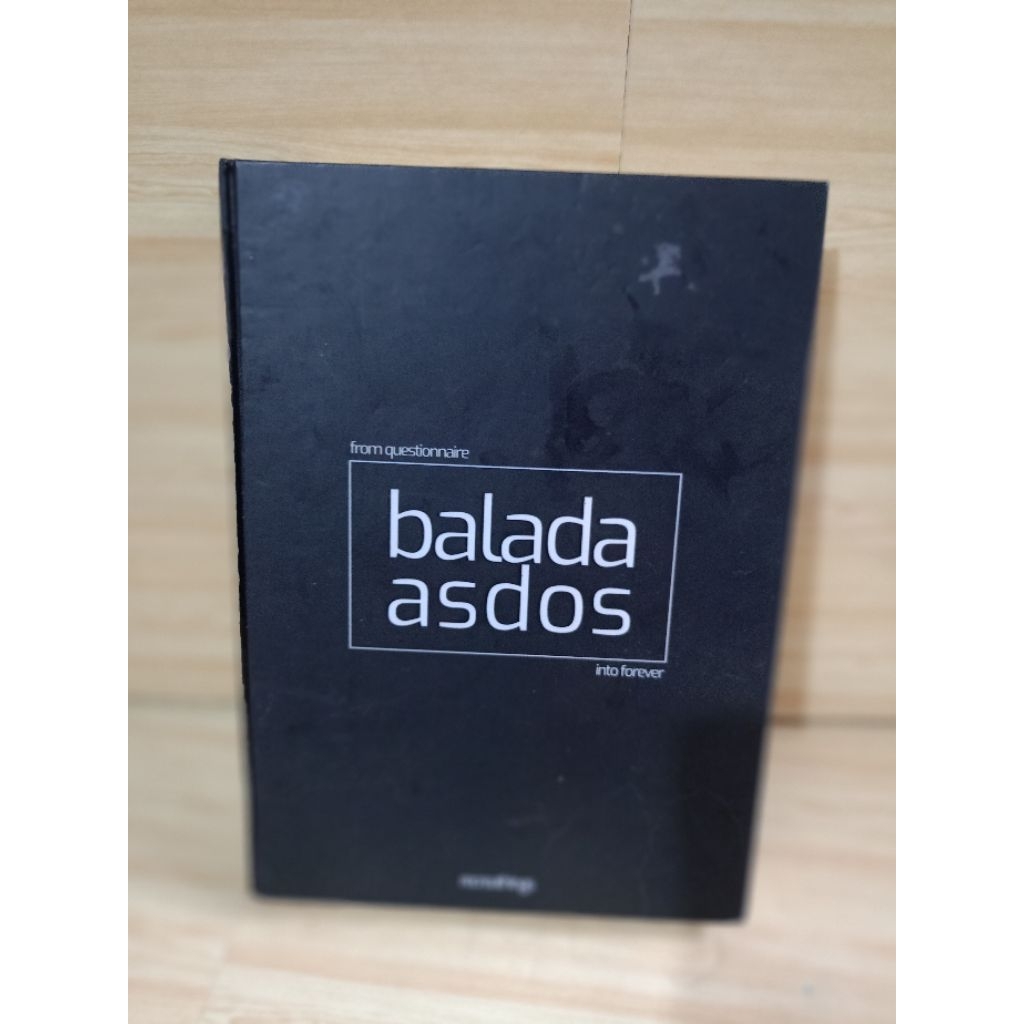 from questionnaire
balada
asdos
into forever